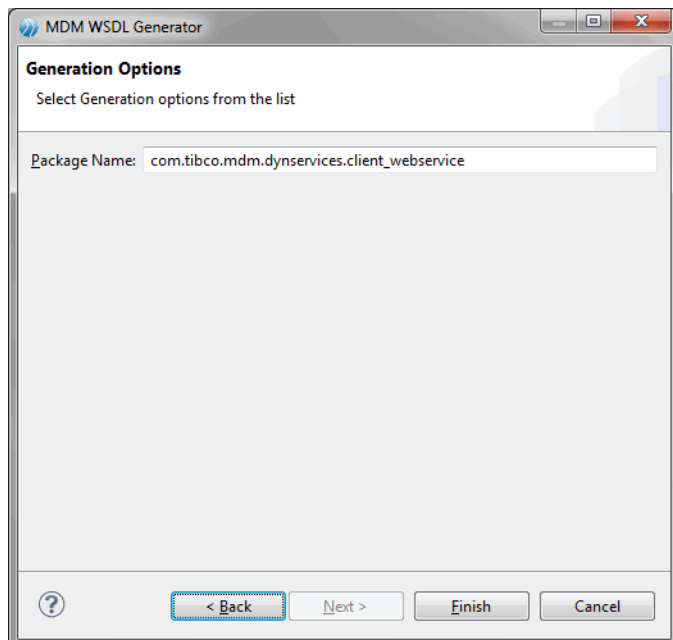 MDM WSDL Generator
Generation Options
Select Generation options from the list
Package Name: com.tibco.mdm.dynservices.client_webservice
?
< Back Next > Finish Cancel